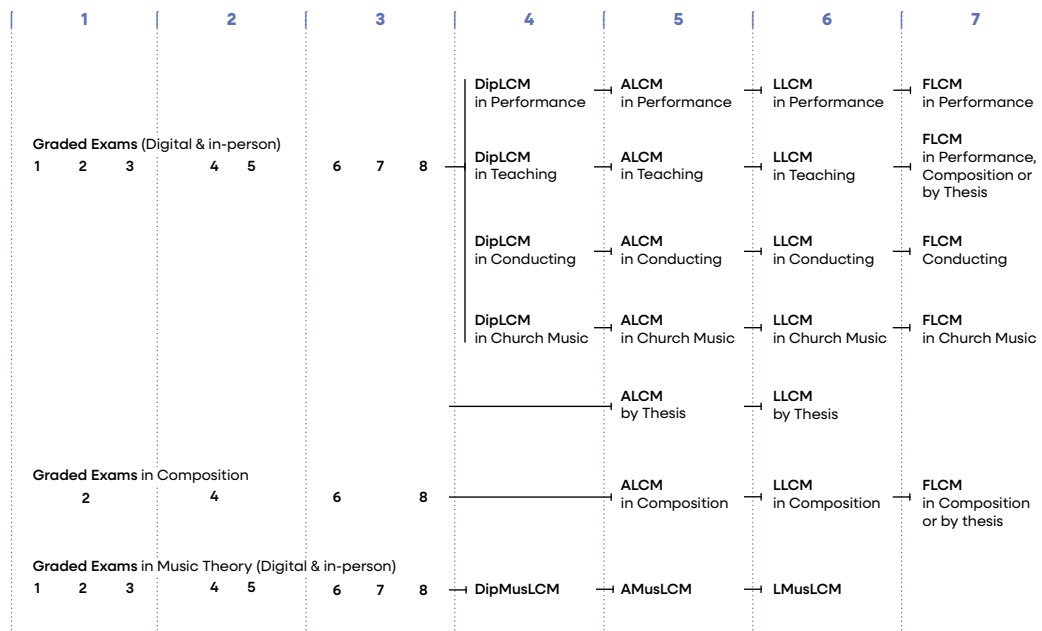 1 2 3 4 5 6 7
DipLCM ALCM LLCM FLCM
in Performance in Performance in Performance in Performance
Graded Exams (Digital & in-person)
1 2 3 4 5 6 7 8
DipLCM ALCM LLCM FLCM
in Teaching in Teaching in Teaching in Performance,
Composition or
by Thesis
DipLCM ALCM LLCM FLCM
in Conducting in Conducting in Conducting Conducting
DipLCM ALCM LLCM FLCM
in Church Music in Church Music in Church Music in Church Music
ALCM LLCM
by Thesis by Thesis
Graded Exams in Composition
2 4 6 8
ALCM LLCM FLCM
in Composition in Composition in Composition
or by thesis
Graded Exams in Music Theory (Digital & in-person)
1 2 3 4 5 6 7 8 DipMusLCM AMusLCM LMusLCM